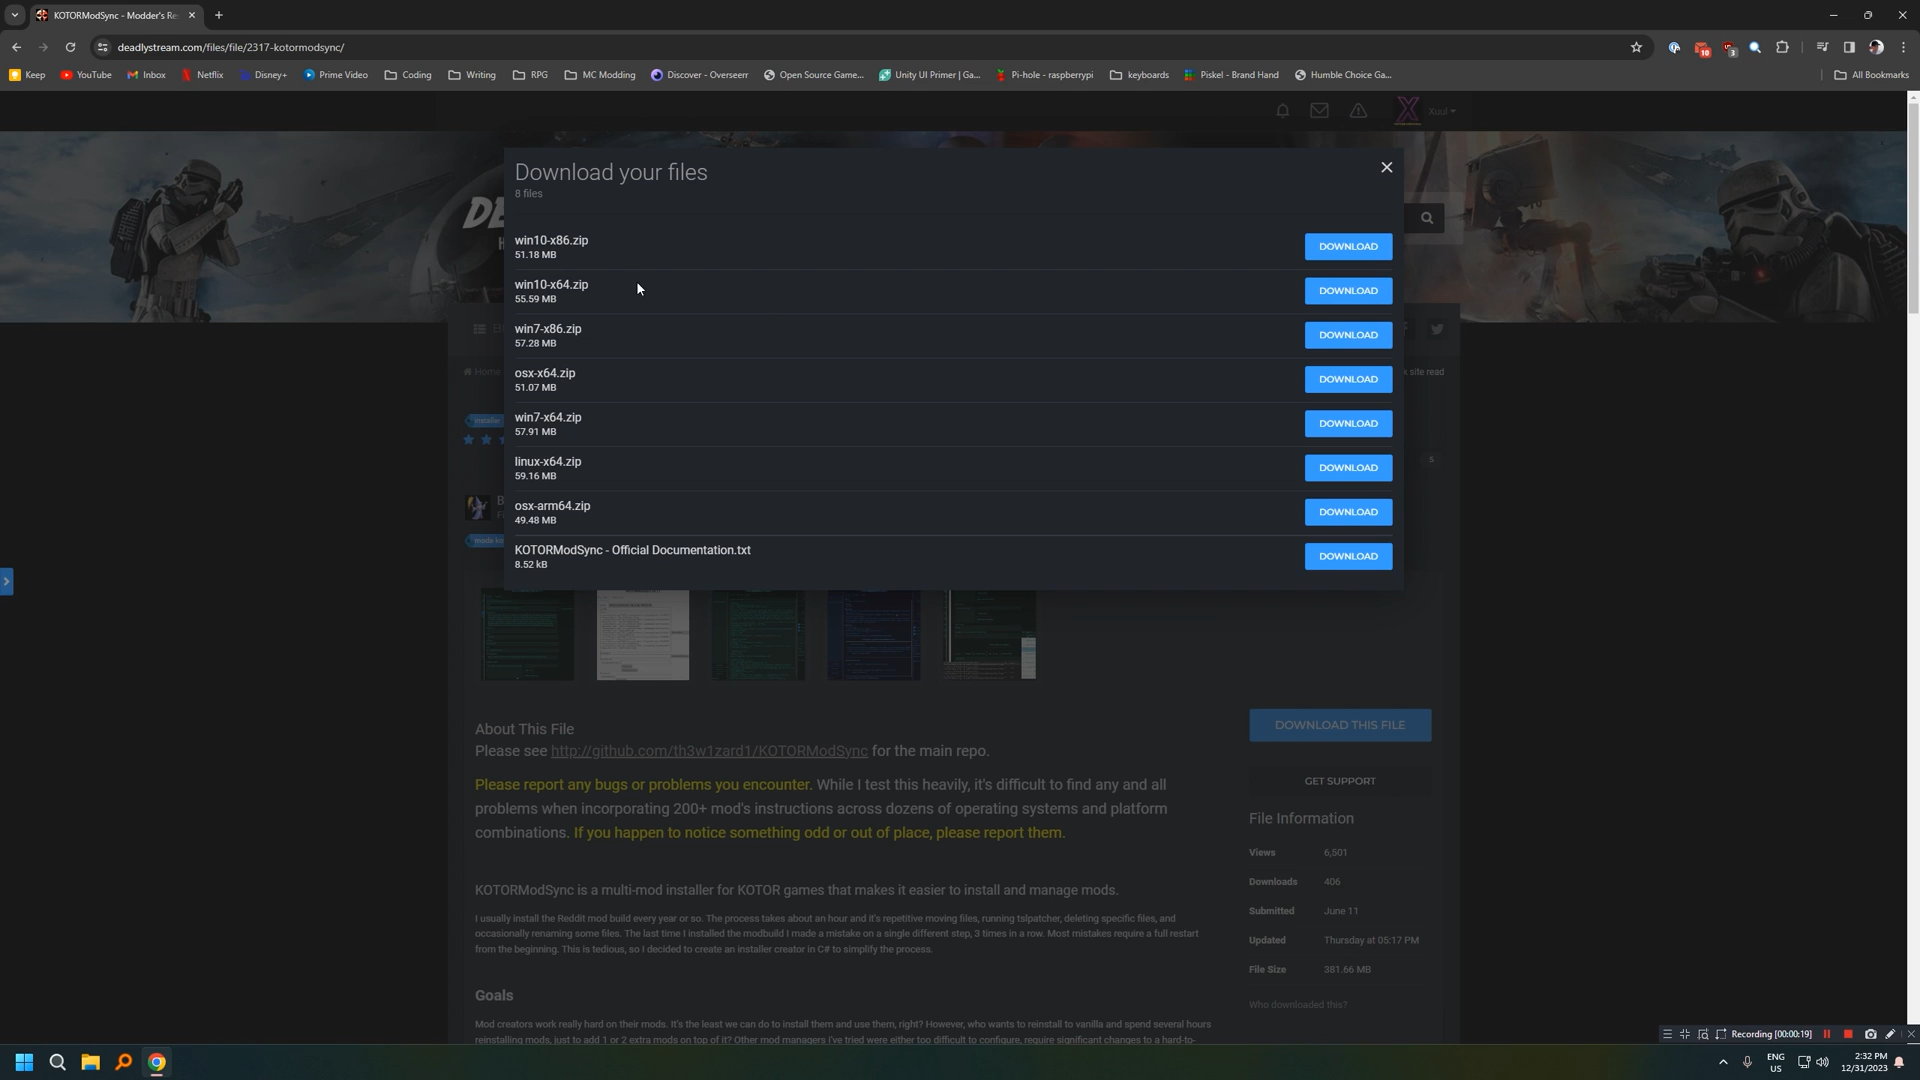 KOTORModSync - Modder's Re
deadlystream.com/files/file/2317-kotormodsync/
10
3
Keep
YouTube
Inbox
Netflix
Disney+
Prime Video
Coding
Writing
RPG
MC Modding
Discover - Overseerr
Open Source Game...
Unity UI Primer | Ga...
Pi-hole - raspberrypi
keyboards
Piskel - Brand Hand
Humble Choice Ga...
All Bookmarks
Xuul
Download your files
8 files
win10-x86.zip
51.18 MB
DOWNLOAD
win10-x64.zip
55.59 MB
DOWNLOAD
win7-x86.zip
57.28 MB
DOWNLOAD
osx-x64.zip
51.07 MB
DOWNLOAD
win7-x64.zip
57.91 MB
DOWNLOAD
linux-x64.zip
59.16 MB
DOWNLOAD
osx-arm64.zip
49.48 MB
DOWNLOAD
KOTORModSync - Official Documentation.txt
8.52 kB
DOWNLOAD
Home
site read
installer
5
About This File
Please see http://github.com/th3w1zard1/KOTORModSync for the main repo.
Please report any bugs or problems you encounter. While I test this heavily, it's difficult to find any and all
problems when incorporating 200+ mod's instructions across dozens of operating systems and platform
combinations. If you happen to notice something odd or out of place, please report them.
KOTORModSync is a multi-mod installer for KOTOR games that makes it easier to install and manage mods.
I usually install the Reddit mod build every year or so. The process takes about an hour and it's repetitive moving files, running tslpatcher, deleting specific files, and
occasionally renaming some files. The last time I installed the modbuild I made a mistake on a single different step, 3 times in a row. Most mistakes require a full restart
from the beginning. This is tedious, so I decided to create an installer creator in C# to simplify the process.
Goals
Mod creators work really hard on their mods. It's the least we can do to install them and use them, right? However, who wants to reinstall to vanilla and spend several hours
reinstalling mods, just to add 1 or 2 extra mods on top of it? Other mod managers I've tried were either too difficult to configure, require significant changes to a hard-to-
DOWNLOAD THIS FILE
GET SUPPORT
File Information
Views 6,501
Downloads 406
Submitted June 11
Updated Thursday at 05:17 PM
File Size 381.66 MB
Who downloaded this?
Recording [00:00:19]
ENG
US
2:32 PM
12/31/2023